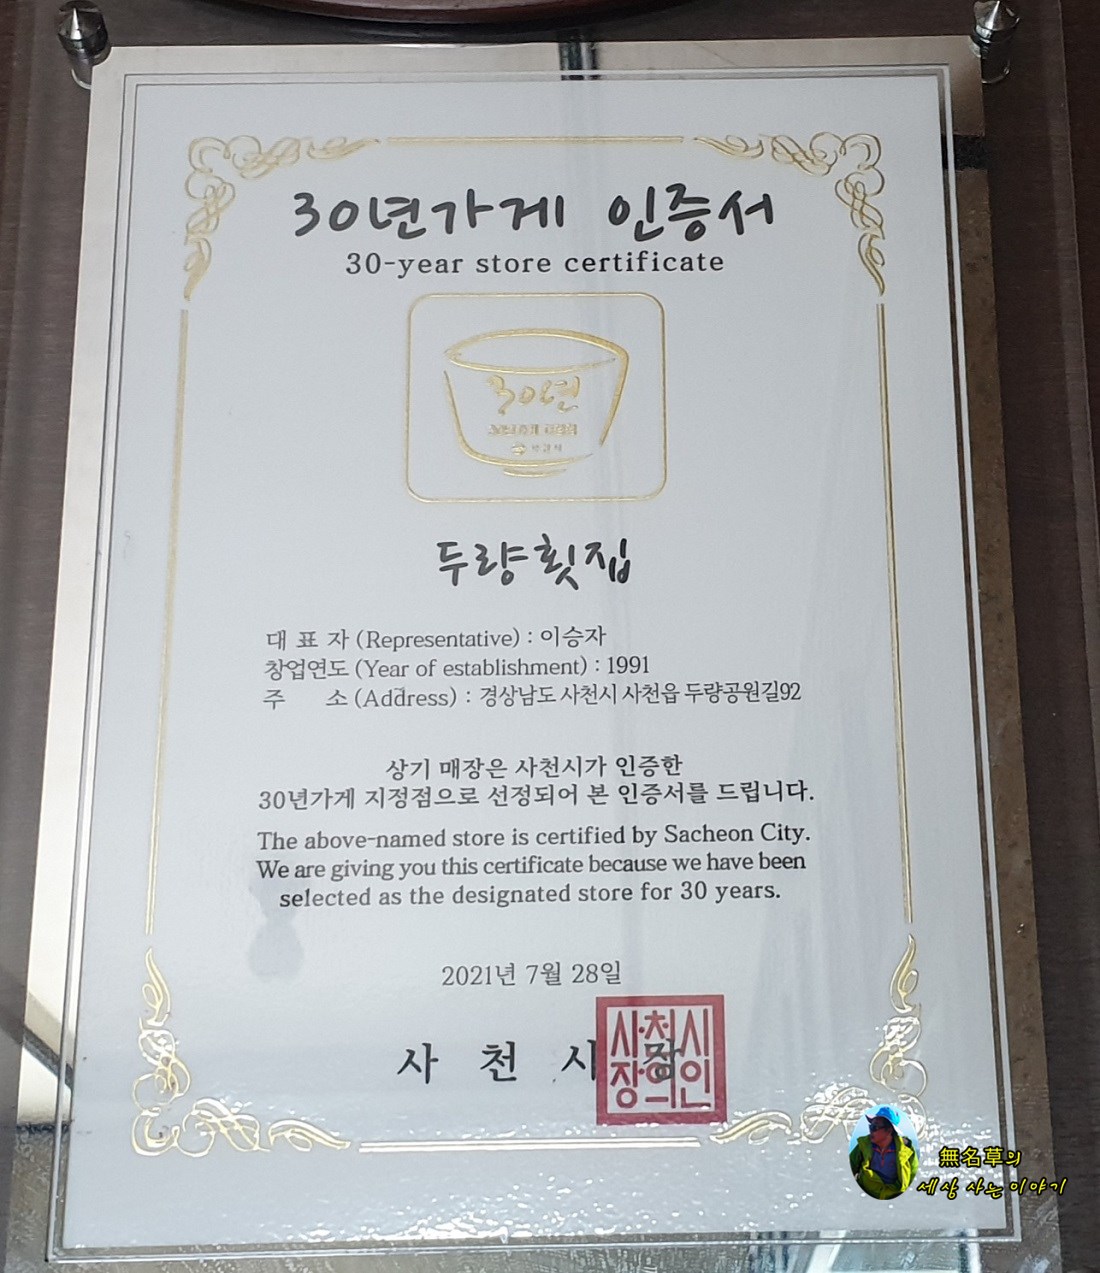 30년가게 인증서
30-year store certificate
30년
두량횟집
대 표 자 (Representative) : 이승자
창업연도 (Year of establishment) : 1991
주 소 (Address) : 경상남도 사천시 사천읍 두량공원길92
상기 매장은 사천시가 인증한
30년가게 지정점으로 선정되어 본 인증서를 드립니다.
The above-named store is certified by Sacheon City.
We are giving you this certificate because we have been
selected as the designated store for 30 years.
2021년 7월 28일
사 천 시 장
사천시
장의인
無名草의
세상 사는 이야기